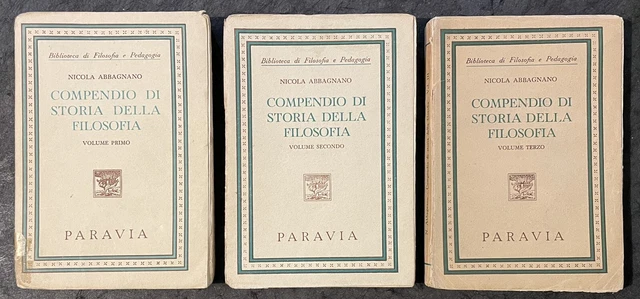 Biblioteca di Filosofia e Pedagogia
NICOLA ABBAGNANO
COMPENDIO DI
STORIA DELLA
FILOSOFIA
VOLUME PRIMO
PARAVIA
Biblioteca di Filosofia e Pedagogia
NICOLA ABBAGNANO
COMPENDIO DI
STORIA DELLA
FILOSOFIA
VOLUME SECONDO
PARAVIA
Biblioteca di Filosofia e Pedagogia
NICOLA ABBAGNANO
COMPENDIO DI
STORIA DELLA
FILOSOFIA
VOLUME TERZO
PARAVIA